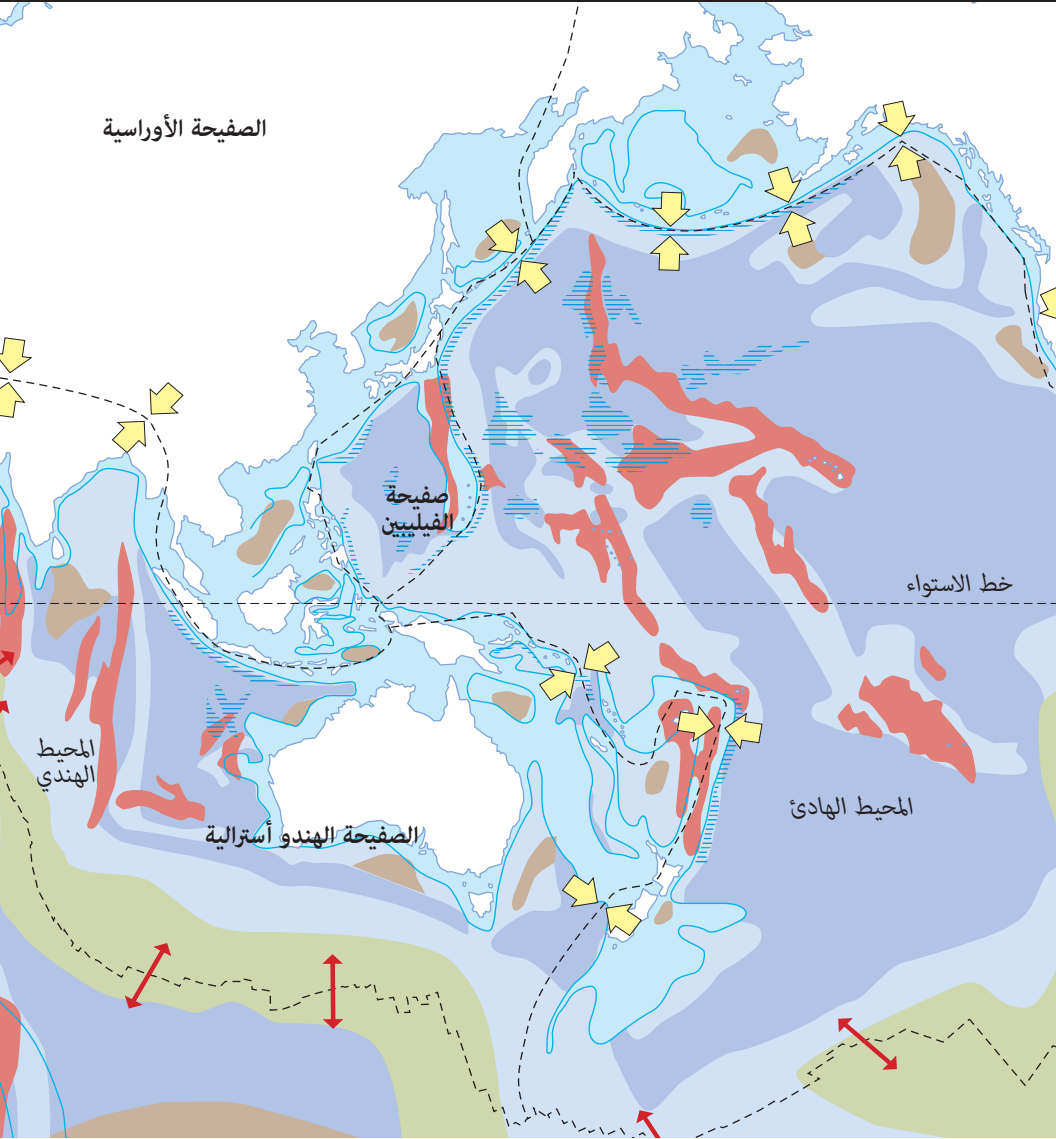 الصفيحة الأوراسية
صفيحة
الفيليبين
خط الاستواء
المحيط
الهندي
المحيط الهادئ
الصفيحة الهندو أسترالية